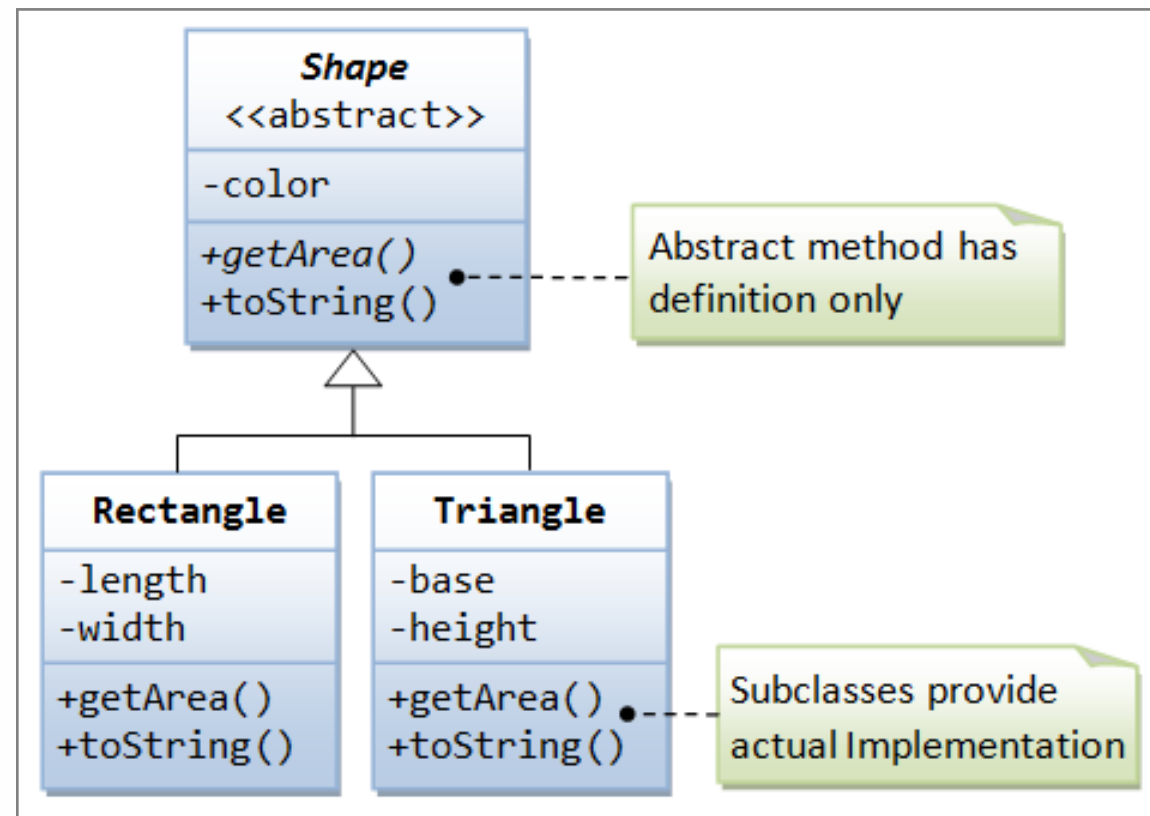 Shape
<<abstract>>
-color
+getArea()
+toString()
Abstract method has
definition only
Rectangle
-length
-width
+getArea()
+toString()
Triangle
-base
-height
+getArea()
+toString()
Subclasses provide
actual Implementation